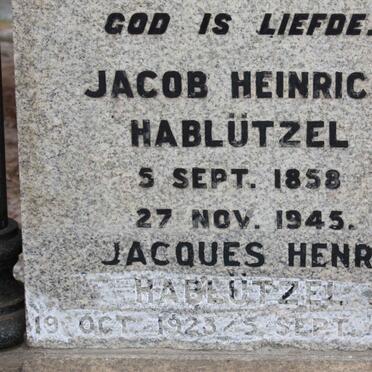 GOD IS LIEFDE.
JACOB HEINRIC
HABLÜTZEL
5 SEPT. 1858
27 NOV. 1945.
JACQUES HENR
HABLÜTZEL
19 OCT 1923/5 SEPT.